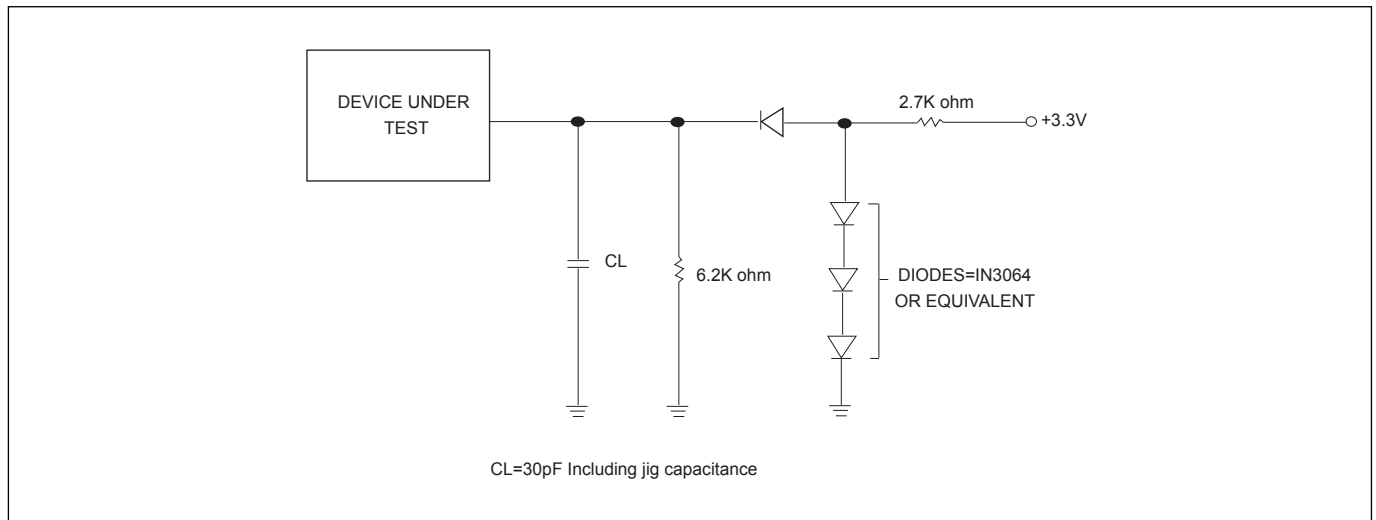 DEVICE UNDER
TEST
2.7K ohm
+3.3V
CL
6.2K ohm
DIODES=IN3064
OR EQUIVALENT
CL=30pF Including jig capacitance